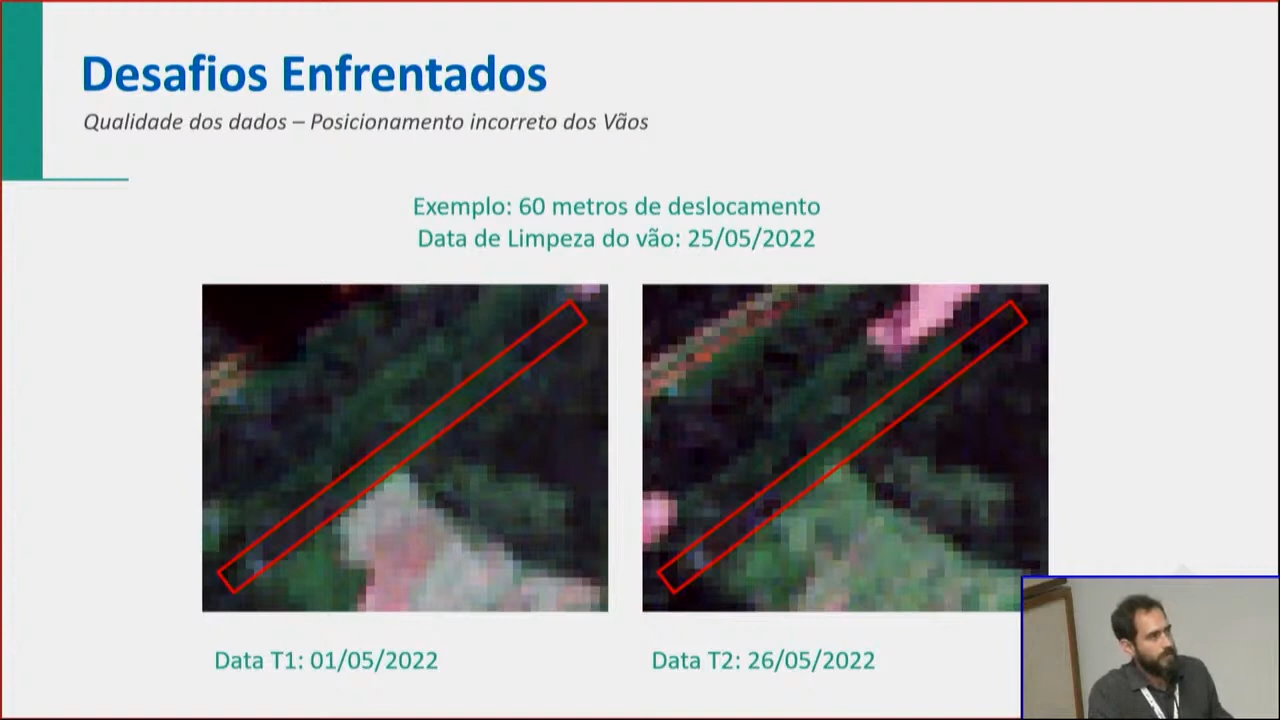 Desafios Enfrentados
Qualidade dos dados – Posicionamento incorreto dos Vãos
Exemplo: 60 metros de deslocamento
Data de Limpeza do vão: 25/05/2022
Data T1: 01/05/2022
Data T2: 26/05/2022